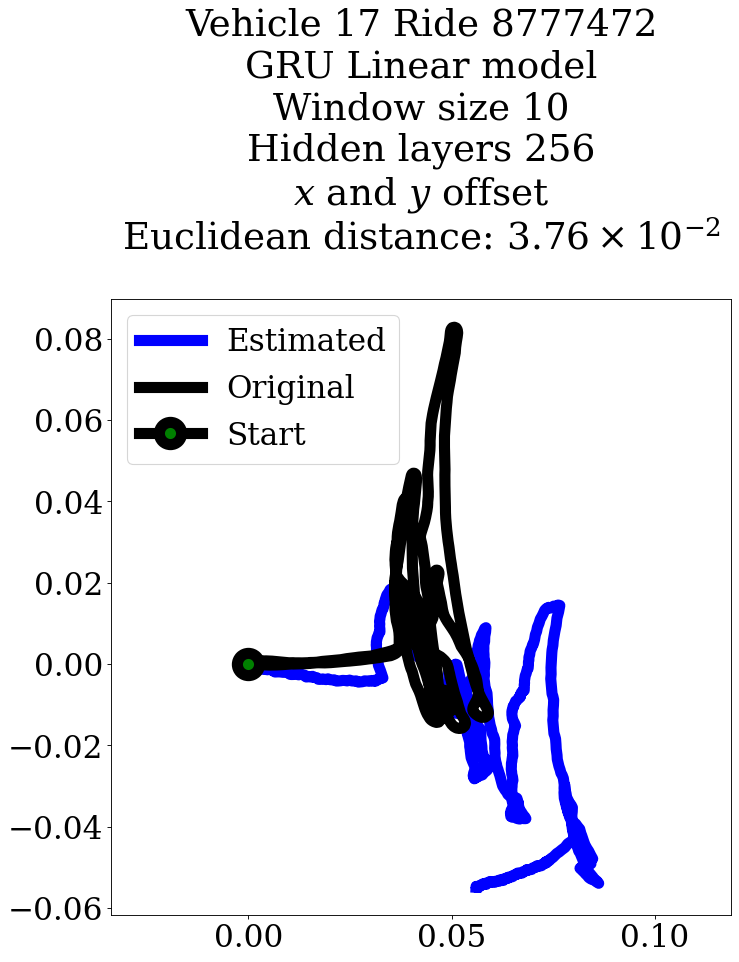 Vehicle 17 Ride 8777472
GRU Linear model
Window size 10
Hidden layers 256
x and y offset
Euclidean distance: 3.76 × 10⁻²
Estimated
Original
Start
0.08
0.06
0.04
0.02
0.00
−0.02
−0.04
−0.06
0.00 0.05 0.10